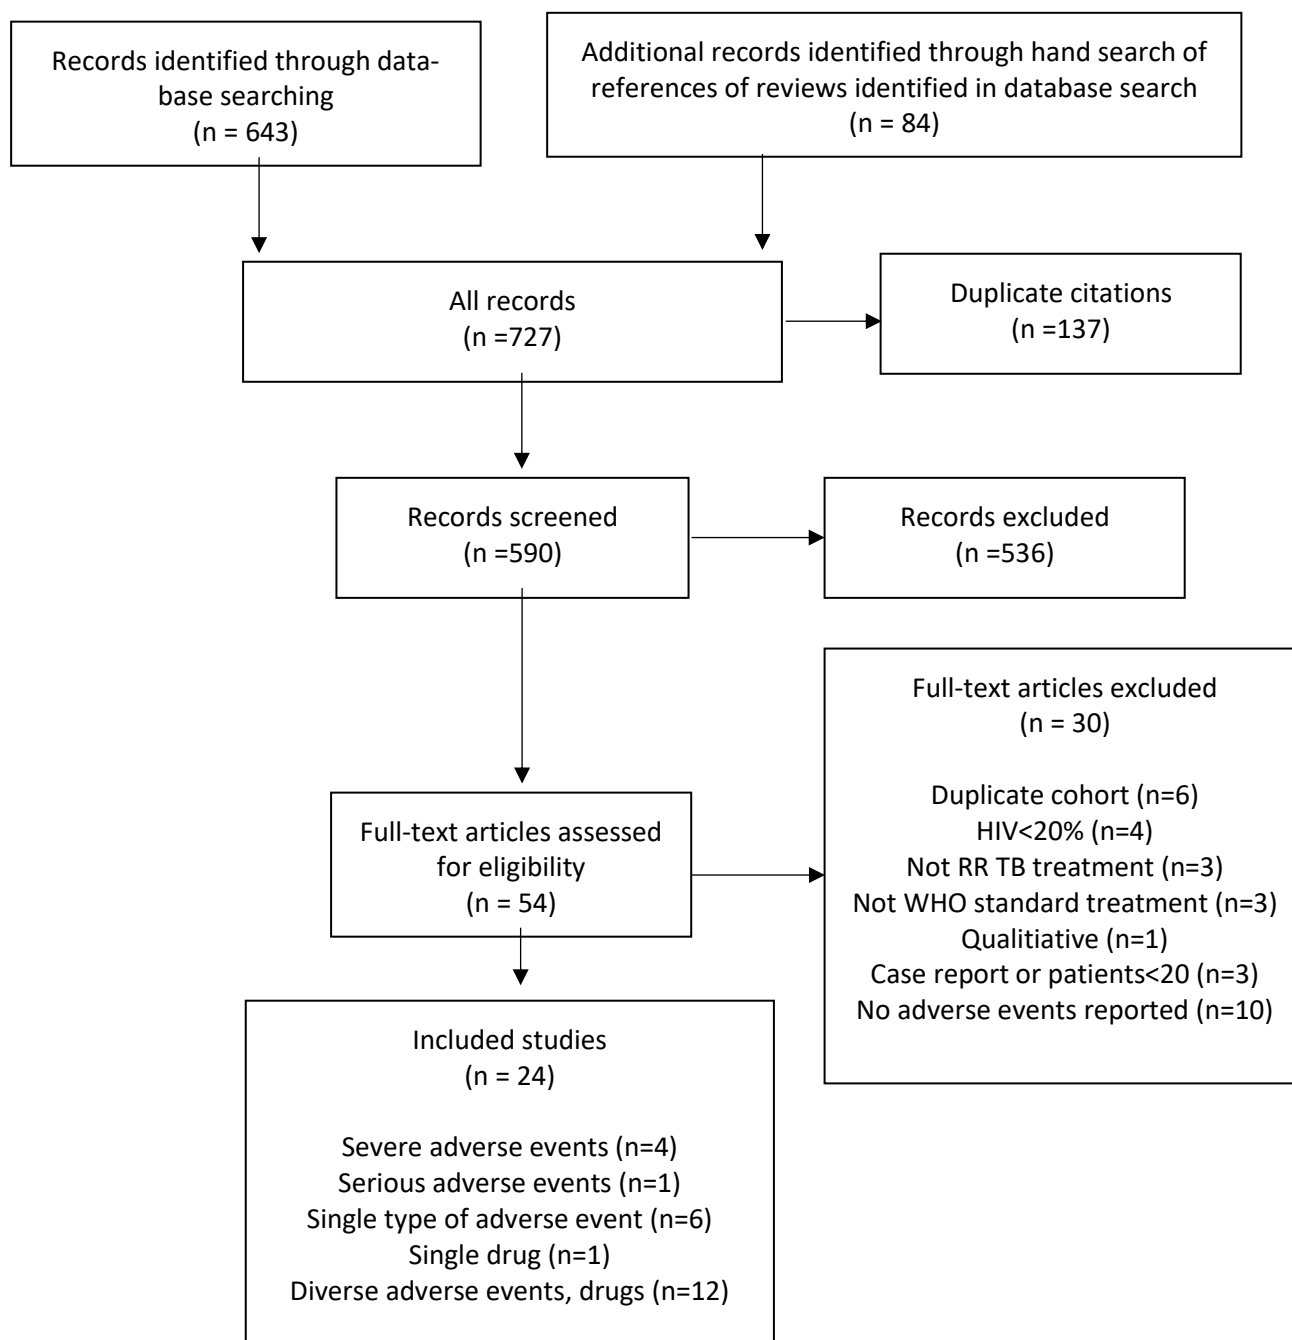 Records identified through data-
base searching
(n = 643)
Additional records identified through hand search of
references of reviews identified in database search
(n = 84)
All records
(n =727)
Duplicate citations
(n =137)
Records screened
(n =590)
Records excluded
(n =536)
Full-text articles assessed
for eligibility
(n = 54)
Full-text articles excluded
(n = 30)
Duplicate cohort (n=6)
HIV<20% (n=4)
Not RR TB treatment (n=3)
Not WHO standard treatment (n=3)
Qualitiative (n=1)
Case report or patients<20 (n=3)
No adverse events reported (n=10)
Included studies
(n = 24)
Severe adverse events (n=4)
Serious adverse events (n=1)
Single type of adverse event (n=6)
Single drug (n=1)
Diverse adverse events, drugs (n=12)